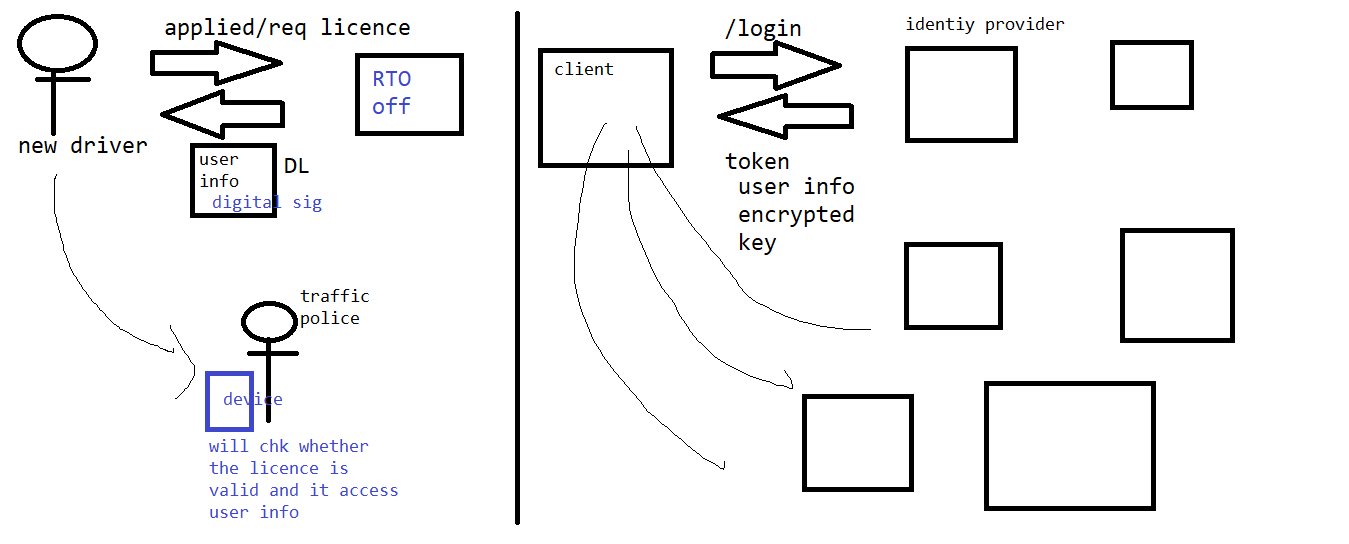 applied/req licence
RTO
off
new driver
user
info
DL
digital sig
traffic
police
device
will chk whether
the licence is
valid and it access
user info
/login
identiy provider
client
token
user info
encrypted
key